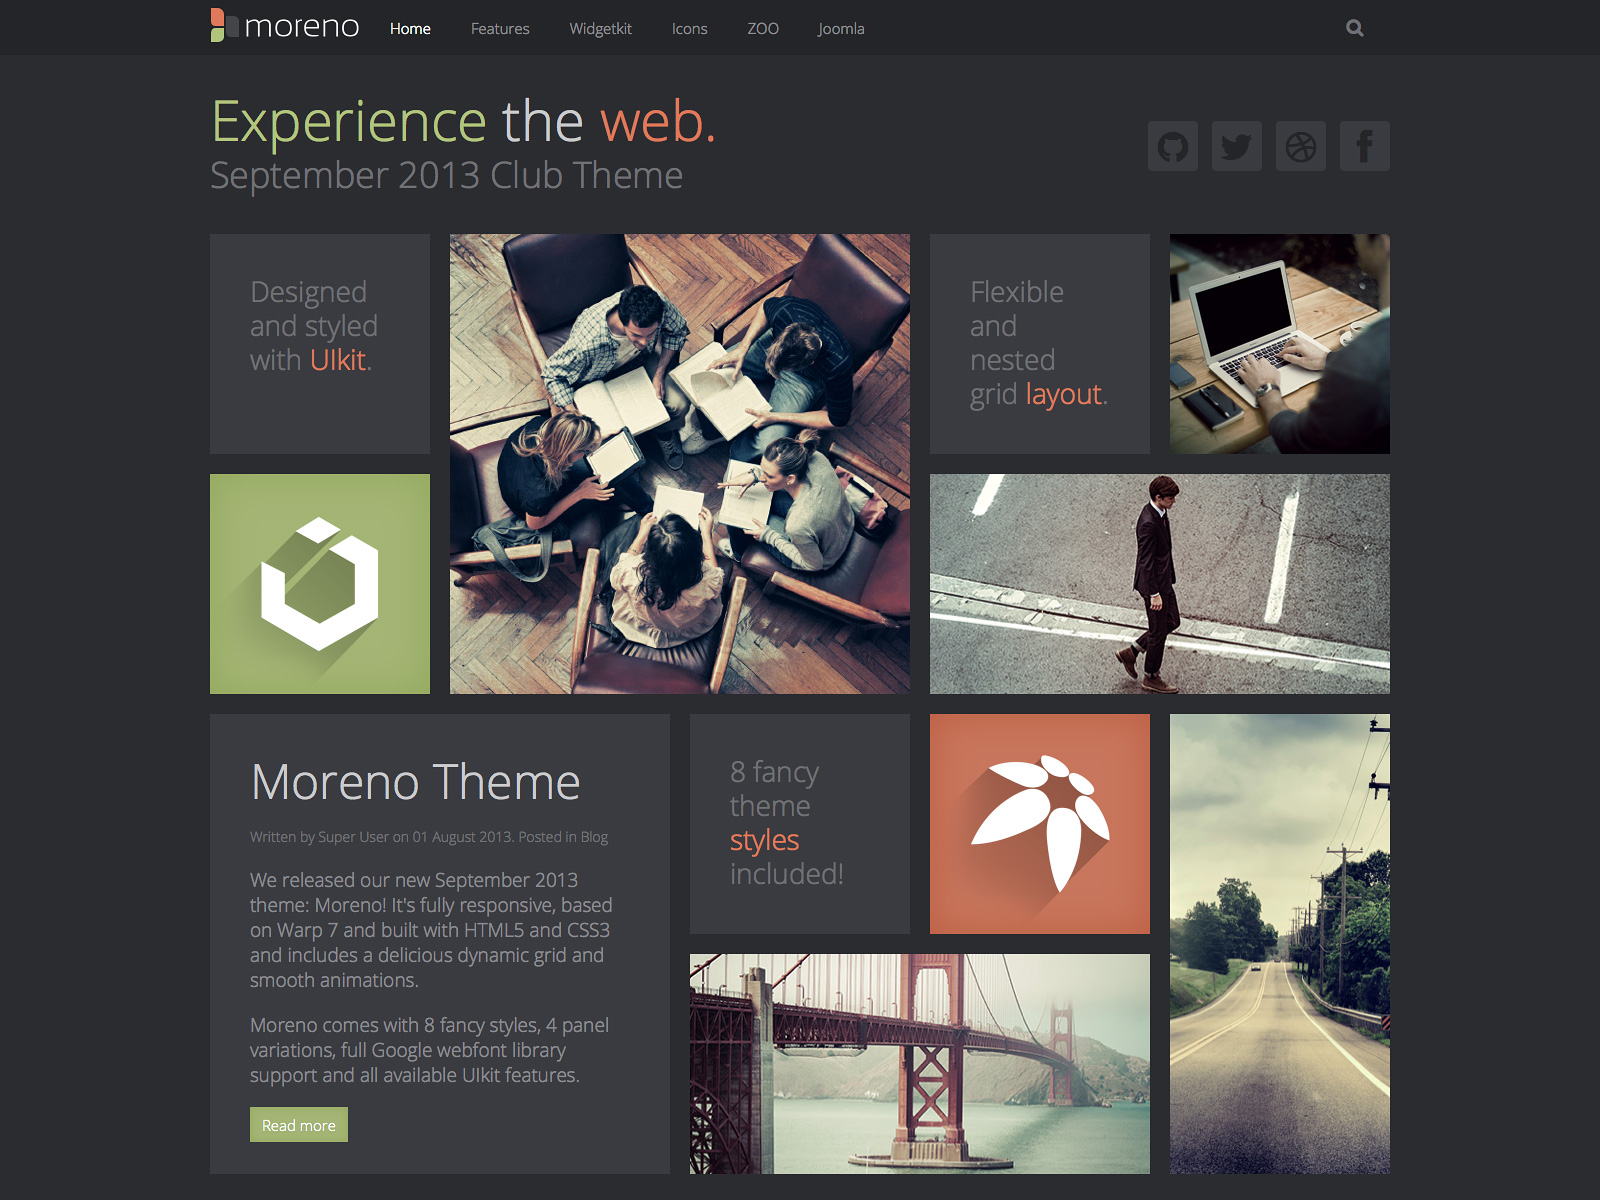 moreno
Home
Features
Widgetkit
Icons
ZOO
Joomla
Experience the web.
September 2013 Club Theme
Designed
and styled
with UIkit.
Flexible
and
nested
grid layout.
Moreno Theme
Written by Super User on 01 August 2013. Posted in Blog
We released our new September 2013
theme: Moreno! It's fully responsive, based
on Warp 7 and built with HTML5 and CSS3
and includes a delicious dynamic grid and
smooth animations.
Moreno comes with 8 fancy styles, 4 panel
variations, full Google webfont library
support and all available UIkit features.
Read more
8 fancy
theme
styles
included!